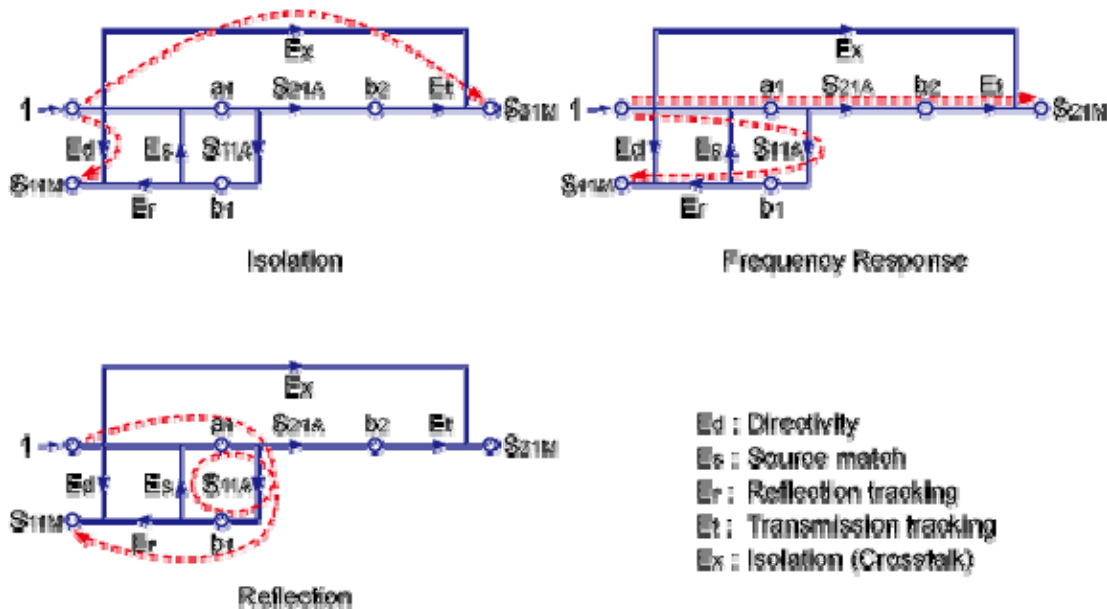 Ex
a1 S21A b2 Et
1 S21M
Ed Es S11A
S11M
Er b1
Isolation
Ex
a1 S21A b2 Et
1 S21M
Ed Es S11A
S11M
Er b1
Frequency Response
Ex
a1 S21A b2 Et
1 S21M
Ed Es S11A
S11M
Er b1
Reflection
Ed : Directivity
Es : Source match
Er : Reflection tracking
Et : Transmission tracking
Ex : Isolation (Crosstalk)